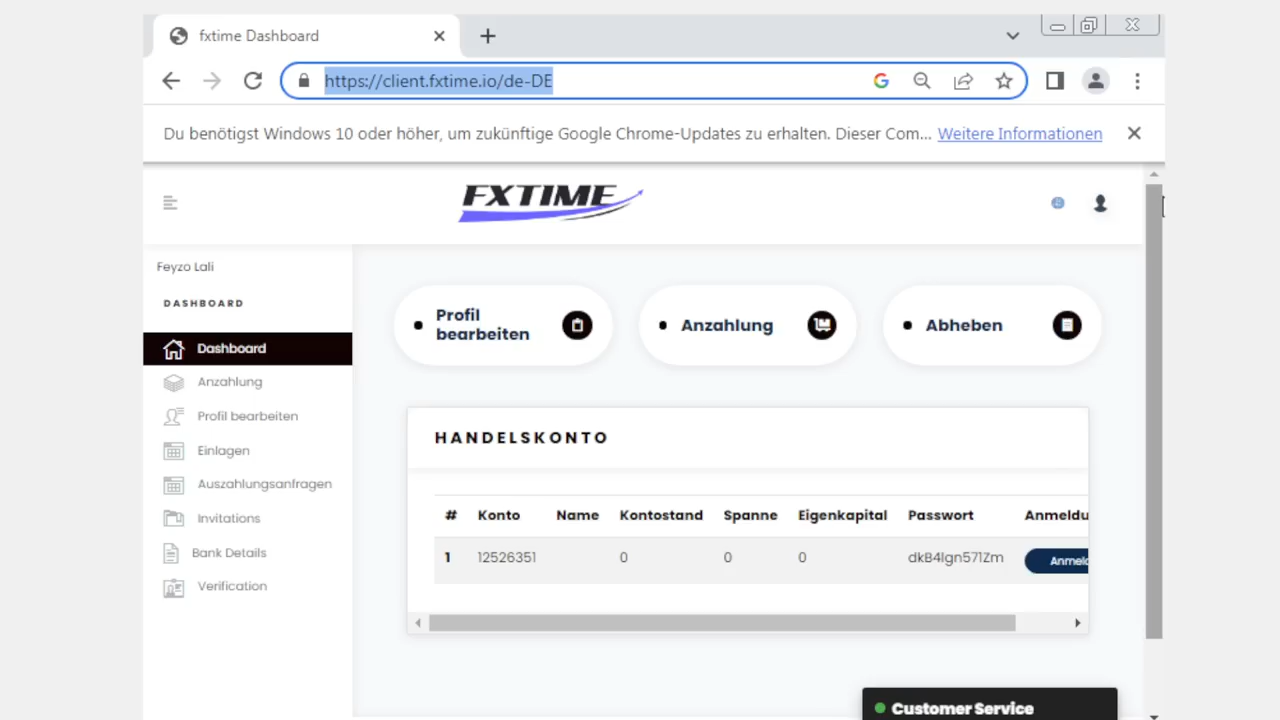 fxtime Dashboard
https://client.fxtime.io/de-DE
Du benötigst Windows 10 oder höher, um zukünftige Google Chrome-Updates zu erhalten. Dieser Com... Weitere Informationen
FXTIME
Feyzo Lali
DASHBOARD
Dashboard
Anzahlung
Profil bearbeiten
Einlagen
Auszahlungsanfragen
Invitations
Bank Details
Verification
Profil
bearbeiten
Anzahlung
Abheben
HANDELSKONTO
# Konto Name Kontostand Spanne Eigenkapital Passwort Anmeldu
1 12526351 0 0 0 dkB4Ign571Zm Anmeld
Customer Service